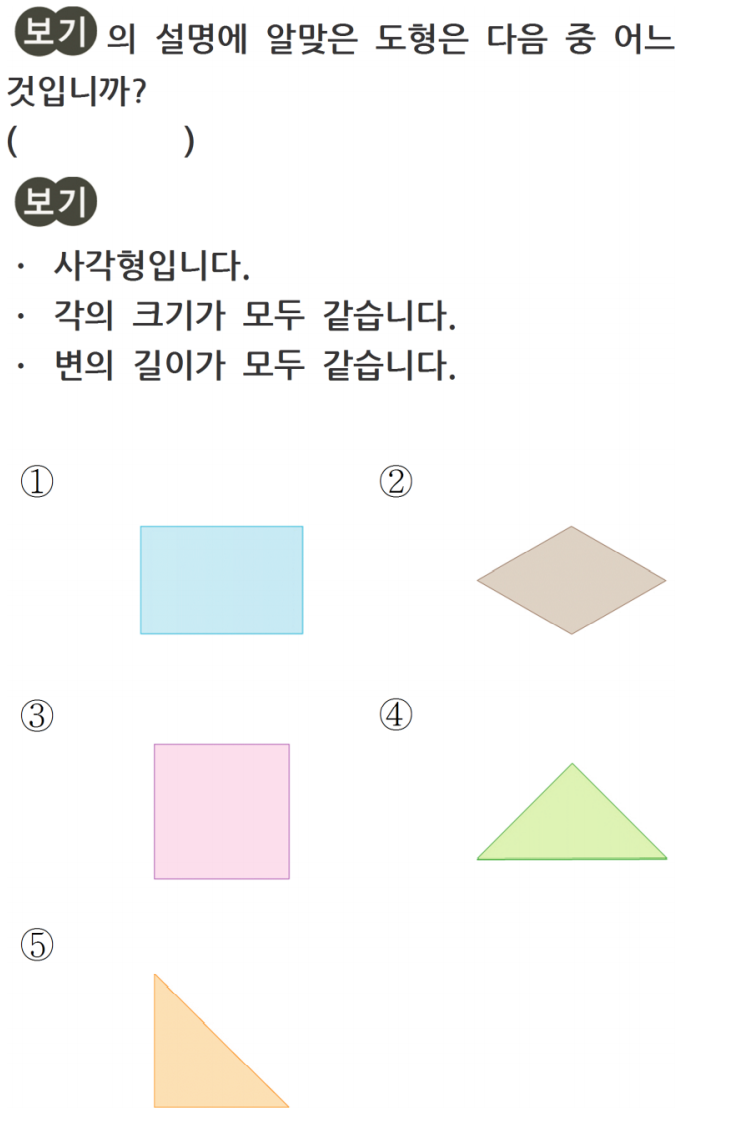 보기 의 설명에 알맞은 도형은 다음 중 어느
것입니까?
(          )
보기
· 사각형입니다.
· 각의 크기가 모두 같습니다.
· 변의 길이가 모두 같습니다.
① ②
③ ④
⑤